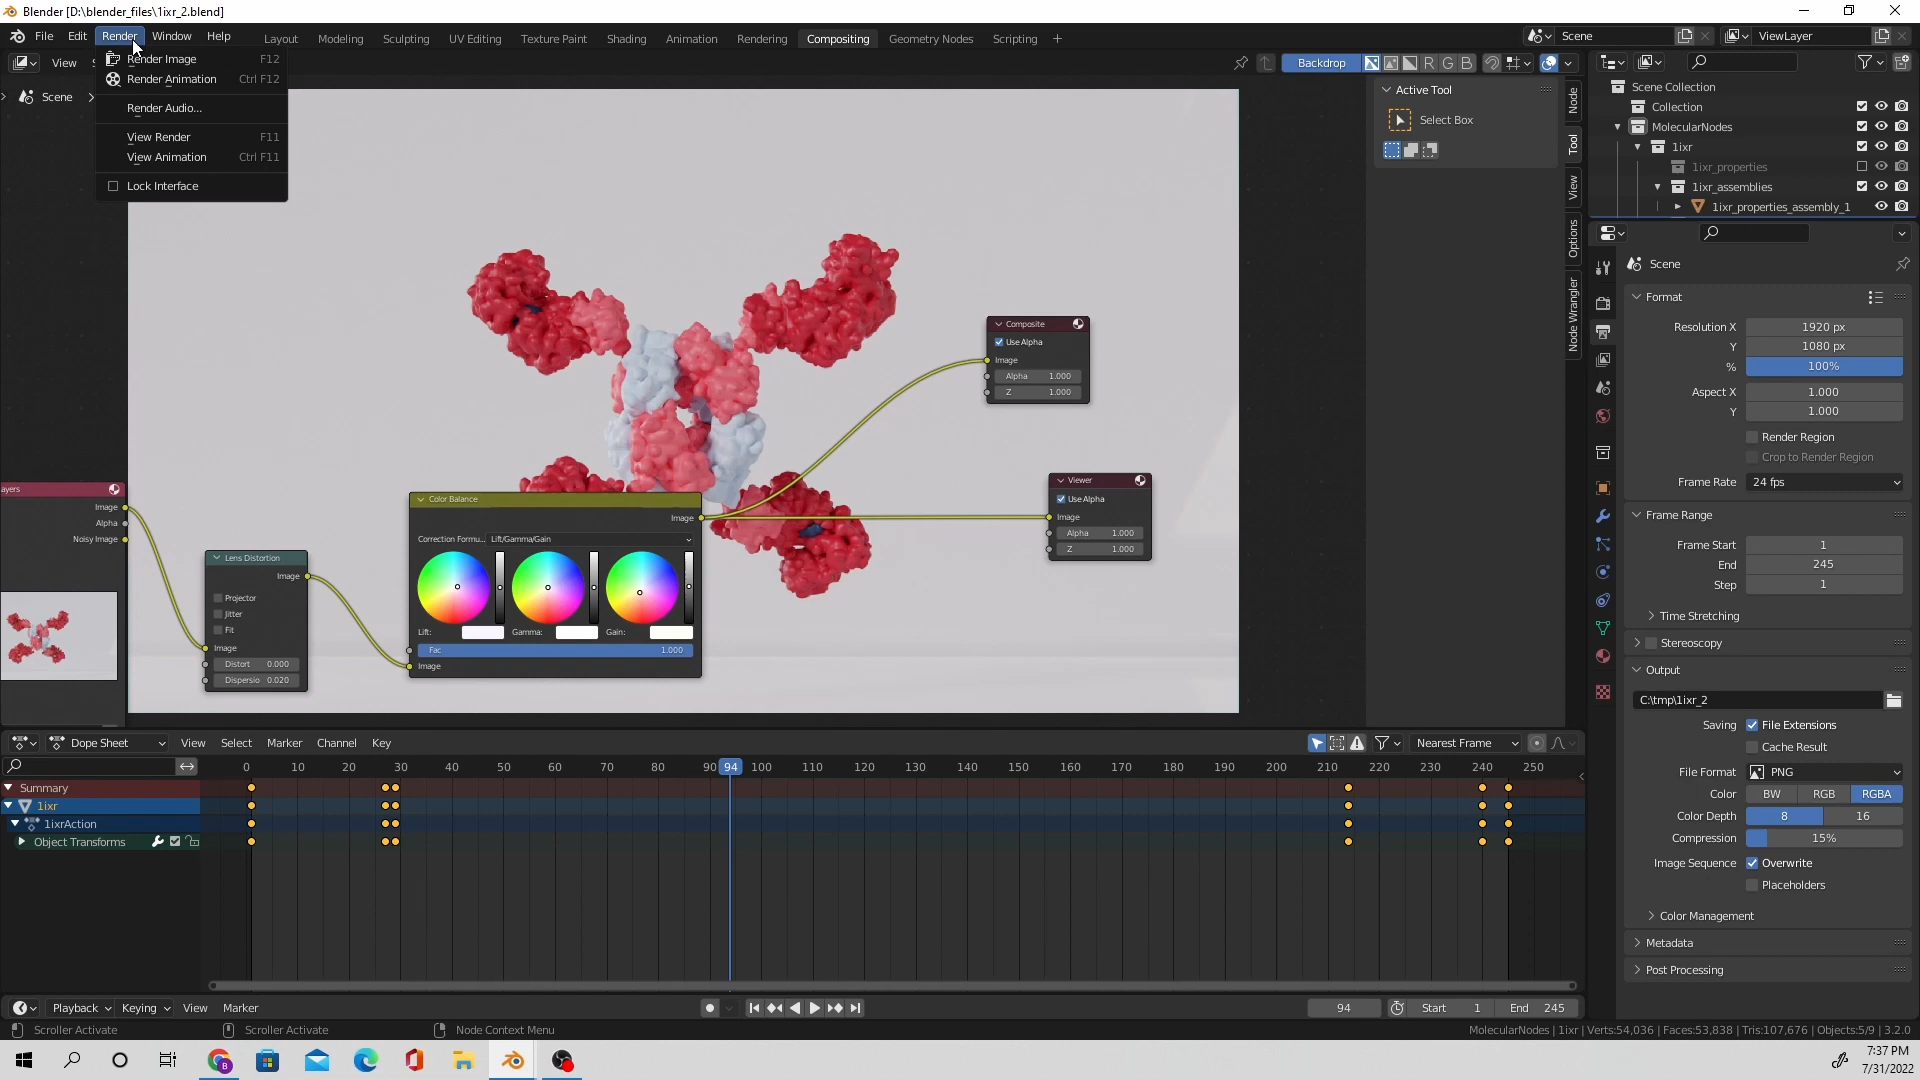 Blender [D:\blender_files\1ixr_2.blend]
File Edit Render Window Help Layout Modeling Sculpting UV Editing Texture Paint Shading Animation Rendering Compositing Geometry Nodes Scripting + Scene ViewLayer
View Backdrop R G B
Render Image F12
Render Animation Ctrl F12
Render Audio...
View Render F11
View Animation Ctrl F11
Lock Interface
Scene
Active Tool
Select Box
Node
Tool
View
Options
Node Wrangler
Scene Collection
Collection
MolecularNodes
1ixr
1ixr_properties
1ixr_assemblies
1ixr_properties_assembly_1
Scene
Format
Resolution X 1920 px
Y 1080 px
% 100%
Aspect X 1.000
Y 1.000
Render Region
Crop to Render Region
Frame Rate 24 fps
Frame Range
Frame Start 1
End 245
Step 1
Time Stretching
Stereoscopy
Output
C:\tmp\1ixr_2
Saving File Extensions
Cache Result
File Format PNG
Color BW RGB RGBA
Color Depth 8 16
Compression 15%
Image Sequence Overwrite
Placeholders
Color Management
Metadata
Post Processing
Composite
Use Alpha
Image
Alpha 1.000
Z 1.000
Viewer
Use Alpha
Image
Alpha 1.000
Z 1.000
ayers
Image
Alpha
Noisy Image
Lens Distortion
Image
Projector
Jitter
Fit
Image
Distort 0.000
Dispersio 0.020
Color Balance
Image
Correction Formu... Lift/Gamma/Gain
Lift: Gamma: Gain:
Fac 1.000
Image
Dope Sheet View Select Marker Channel Key Nearest Frame
0 10 20 30 40 50 60 70 80 90 94 100 110 120 130 140 150 160 170 180 190 200 210 220 230 240 250
Summary
1ixr
1ixrAction
Object Transforms
Playback Keying View Marker 94 Start 1 End 245
Scroller Activate Scroller Activate Node Context Menu MolecularNodes | 1ixr | Verts:54,036 | Faces:53,838 | Tris:107,676 | Objects:5/9 | 3.2.0
7:37 PM
7/31/2022